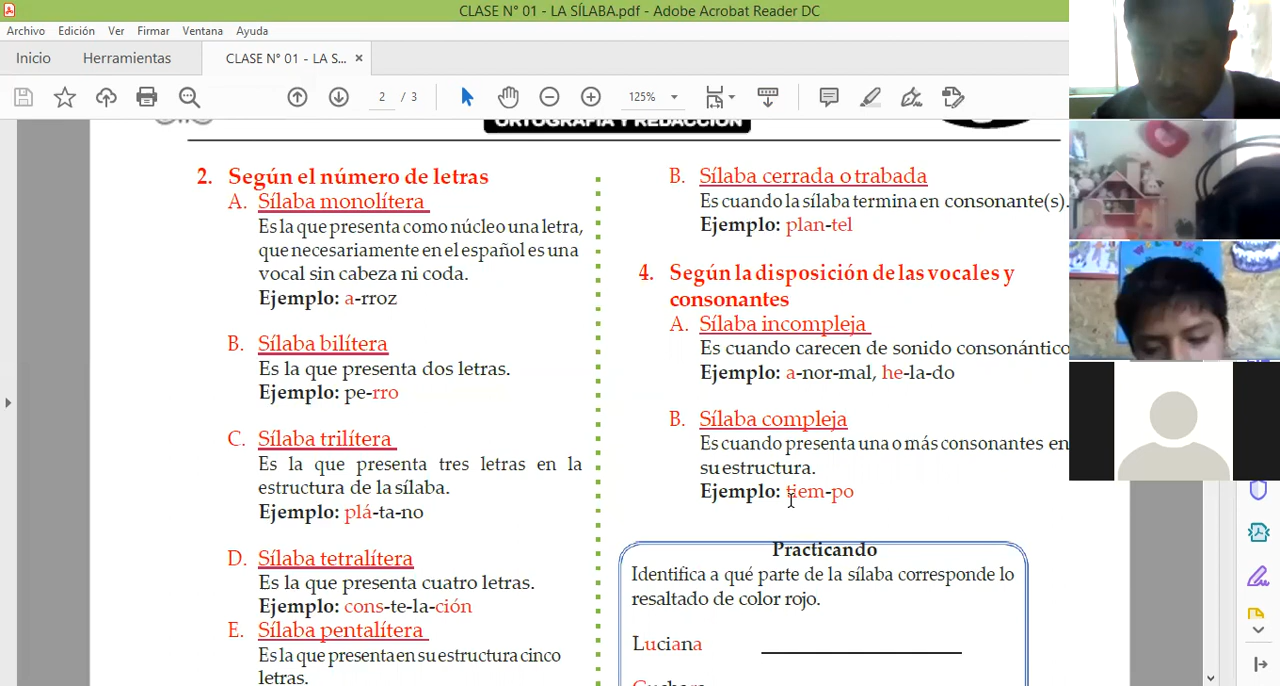 CLASE N° 01 - LA SÍLABA.pdf - Adobe Acrobat Reader DC
Archivo Edición Ver Firmar Ventana Ayuda
Inicio Herramientas CLASE N° 01 - LA S... ×
2 / 3 125%
ORTOGRAFÍA Y REDACCIÓN
2. Según el número de letras
A. Sílaba monolítera
Es la que presenta como núcleo una letra,
que necesariamente en el español es una
vocal sin cabeza ni coda.
Ejemplo: a-rroz
B. Sílaba bilítera
Es la que presenta dos letras.
Ejemplo: pe-rro
C. Sílaba trilítera
Es la que presenta tres letras en la
estructura de la sílaba.
Ejemplo: plá-ta-no
D. Sílaba tetralítera
Es la que presenta cuatro letras.
Ejemplo: cons-te-la-ción
E. Sílaba pentalítera
Es la que presenta en su estructura cinco
letras.
B. Sílaba cerrada o trabada
Es cuando la sílaba termina en consonante(s).
Ejemplo: plan-tel
4. Según la disposición de las vocales y
consonantes
A. Sílaba incompleja
Es cuando carecen de sonido consonántico
Ejemplo: a-nor-mal, he-la-do
B. Sílaba compleja
Es cuando presenta una o más consonantes en
su estructura.
Ejemplo: tiem-po
Practicando
Identifica a qué parte de la sílaba corresponde lo
resaltado de color rojo.
Luciana